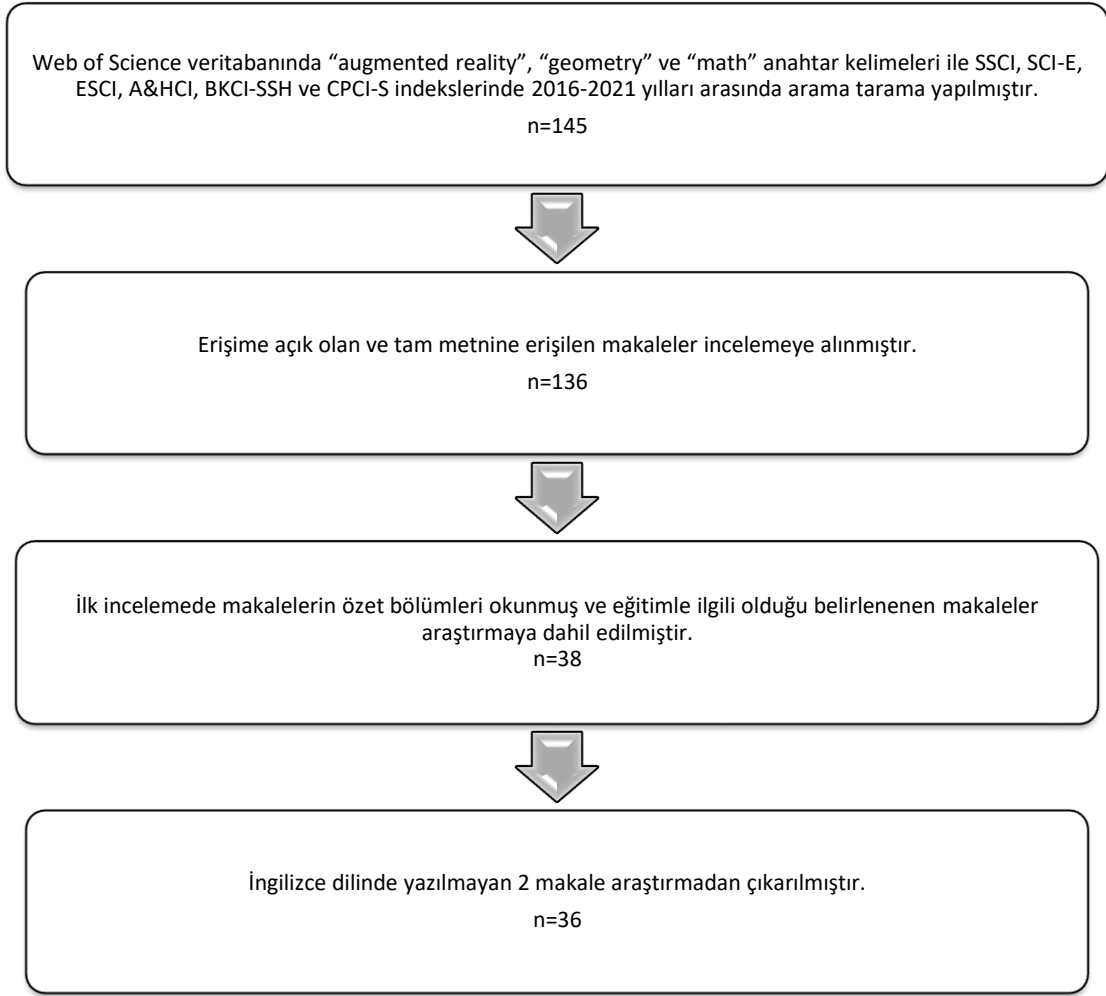 Web of Science veritabanında “augmented reality”, “geometry” ve “math” anahtar kelimeleri ile SSCI, SCI-E,
ESCI, A&HCI, BKCI-SSH ve CPCI-S indekslerinde 2016-2021 yılları arasında arama tarama yapılmıştır.
n=145
Erişime açık olan ve tam metnine erişilen makaleler incelemeye alınmıştır.
n=136
İlk incelemede makalelerin özet bölümleri okunmuş ve eğitimle ilgili olduğu belirlenenen makaleler
araştırmaya dahil edilmiştir.
n=38
İngilizce dilinde yazılmayan 2 makale araştırmadan çıkarılmıştır.
n=36